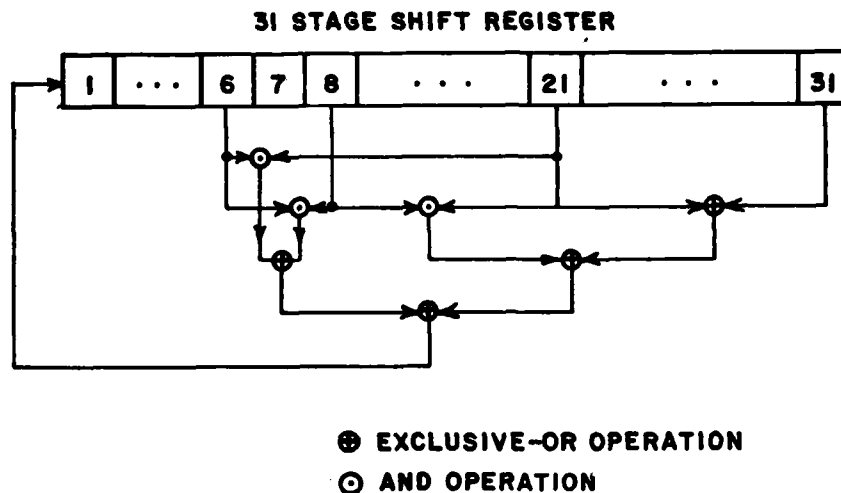 31 STAGE SHIFT REGISTER
1 ... 6 7 8 ... 21 ... 31
⊕ EXCLUSIVE-OR OPERATION
⊙ AND OPERATION